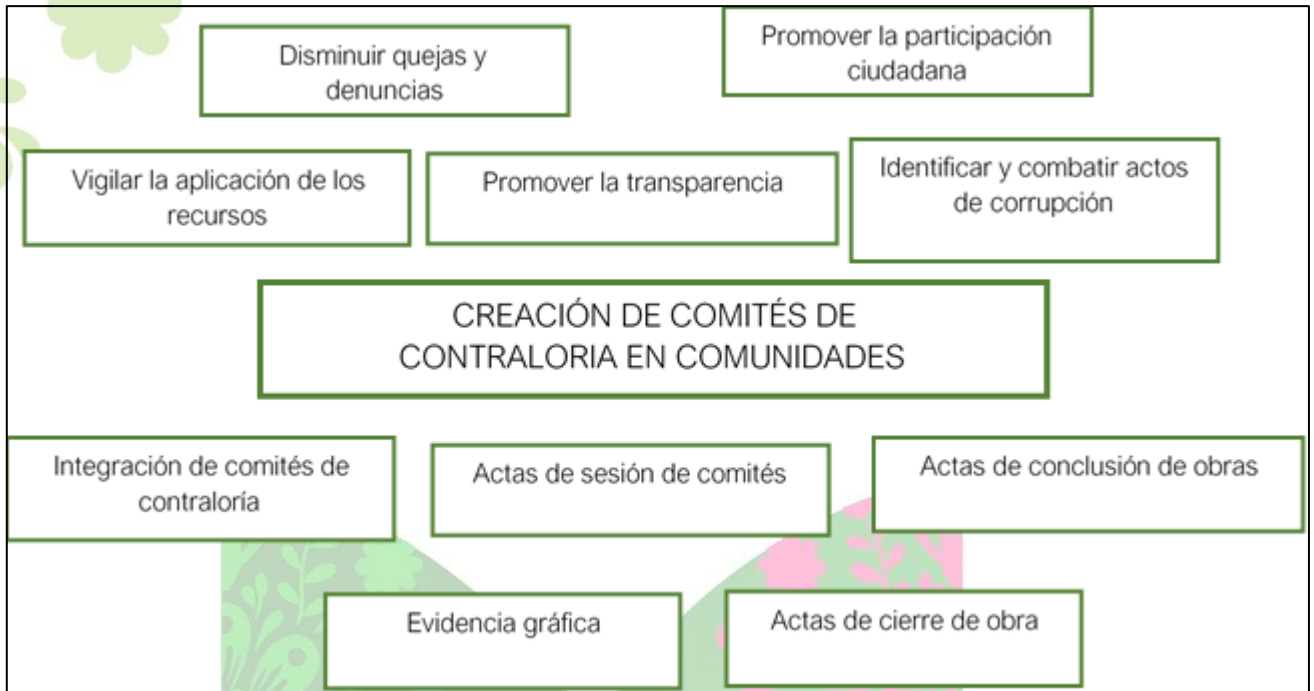 Disminuir quejas y
denuncias
Promover la participación
ciudadana
Vigilar la aplicación de los
recursos
Promover la transparencia
Identificar y combatir actos
de corrupción
CREACIÓN DE COMITÉS DE
CONTRALORIA EN COMUNIDADES
Integración de comités de
contraloría
Actas de sesión de comités
Actas de conclusión de obras
Evidencia gráfica
Actas de cierre de obra